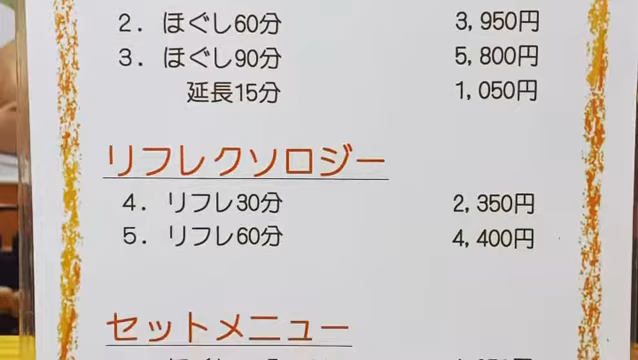 2. ほぐし60分 3,950円
3. ほぐし90分 5,800円
延長15分 1,050円
リフレクソロジー
4. リフレ30分 2,350円
5. リフレ60分 4,400円
セットメニュー